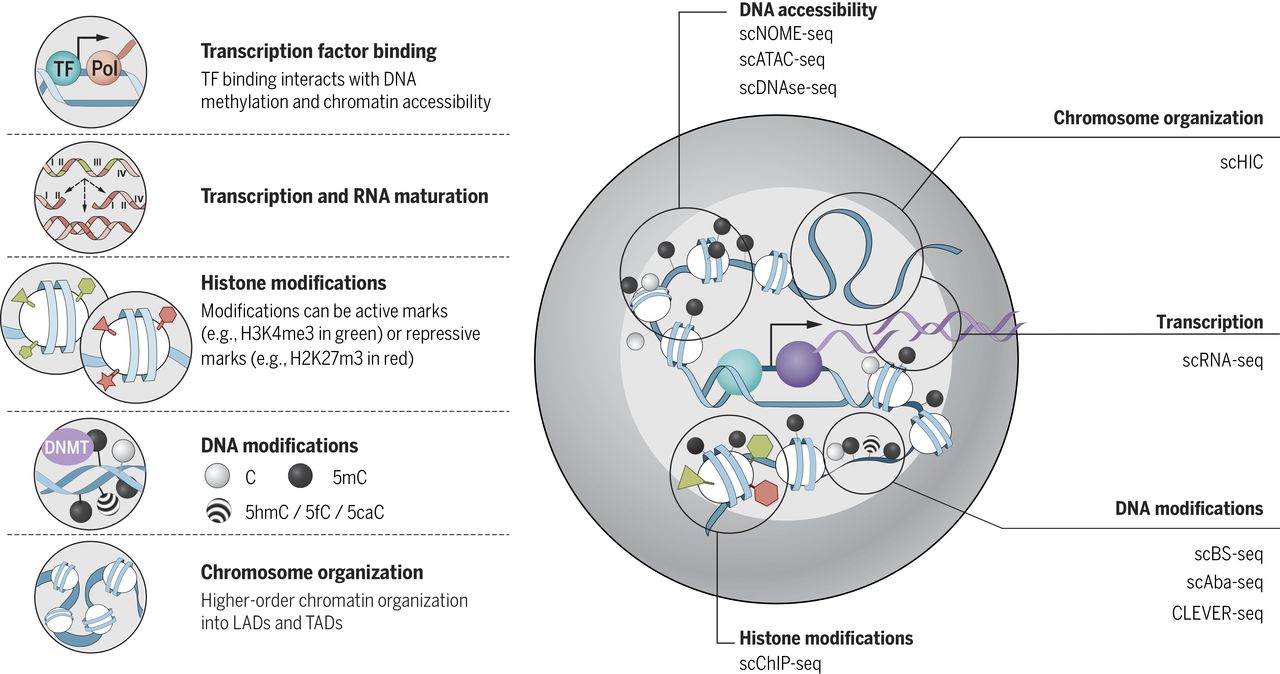 TF
Pol
Transcription factor binding
TF binding interacts with DNA
methylation and chromatin accessibility
I II III IV
I II I II IV
Transcription and RNA maturation
Histone modifications
Modifications can be active marks
(e.g., H3K4me3 in green) or repressive
marks (e.g., H2K27m3 in red)
DNMT
DNA modifications
C 5mC
5hmC / 5fC / 5caC
Chromosome organization
Higher-order chromatin organization
into LADs and TADs
DNA accessibility
scNOME-seq
scATAC-seq
scDNAse-seq
Chromosome organization
scHIC
Transcription
scRNA-seq
DNA modifications
scBS-seq
scAba-seq
CLEVER-seq
Histone modifications
scChIP-seq